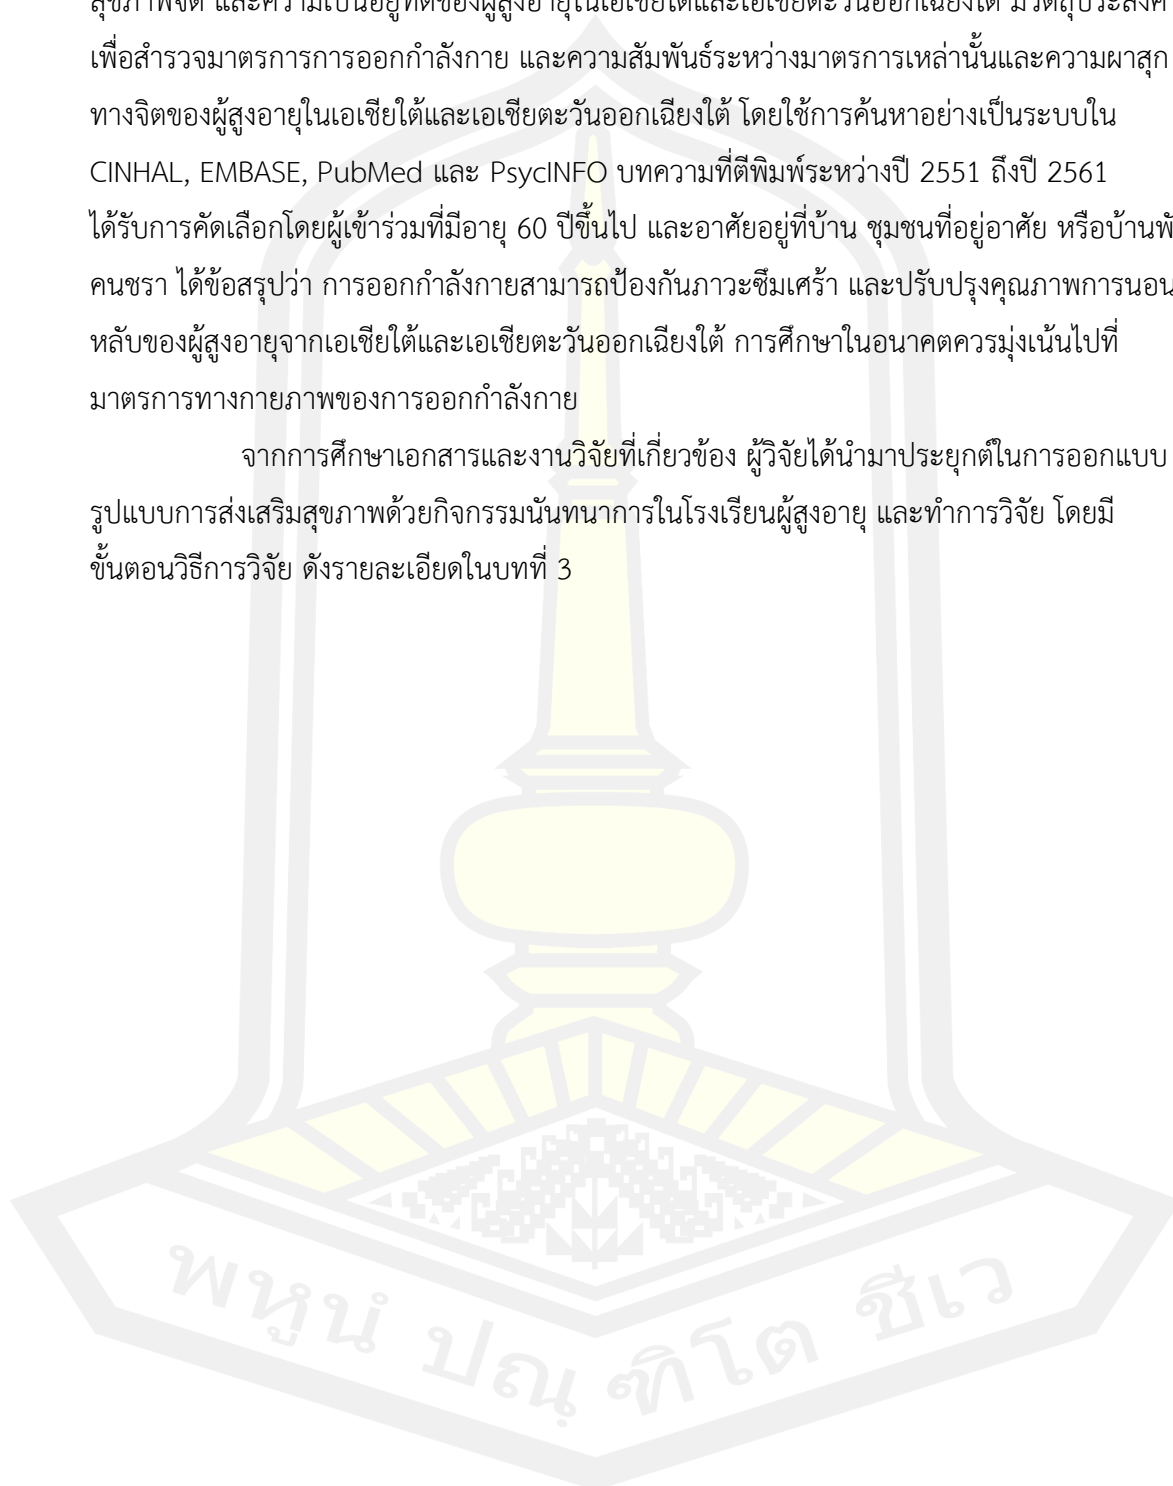 สุขภาพจิต และความเป็นอยู่ที่ดีของผู้สูงอายุในเอเชียใต้และเอเชียตะวันออกเฉียงใต้ มีวัตถุประสงค์
เพื่อสำรวจมาตรการการออกกำลังกาย และความสัมพันธ์ระหว่างมาตรการเหล่านั้นและความผาสุก
ทางจิตของผู้สูงอายุในเอเชียใต้และเอเชียตะวันออกเฉียงใต้ โดยใช้การค้นหาอย่างเป็นระบบใน
CINHAL, EMBASE, PubMed และ PsycINFO บทความที่ตีพิมพ์ระหว่างปี 2551 ถึงปี 2561
ได้รับการคัดเลือกโดยผู้เข้าร่วมที่มีอายุ 60 ปีขึ้นไป และอาศัยอยู่ที่บ้าน ชุมชนที่อยู่อาศัย หรือบ้านพั
คนชรา ได้ข้อสรุปว่า การออกกำลังกายสามารถป้องกันภาวะซึมเศร้า และปรับปรุงคุณภาพการนอน
หลับของผู้สูงอายุจากเอเชียใต้และเอเชียตะวันออกเฉียงใต้ การศึกษาในอนาคตควรมุ่งเน้นไปที่
มาตรการทางกายภาพของการออกกำลังกาย
จากการศึกษาเอกสารและงานวิจัยที่เกี่ยวข้อง ผู้วิจัยได้นำมาประยุกต์ในการออกแบบ
รูปแบบการส่งเสริมสุขภาพด้วยกิจกรรมนันทนาการในโรงเรียนผู้สูงอายุ และทำการวิจัย โดยมี
ขั้นตอนวิธีการวิจัย ดังรายละเอียดในบทที่ 3
พหูนํ ปณฺฑิโต ชีเว